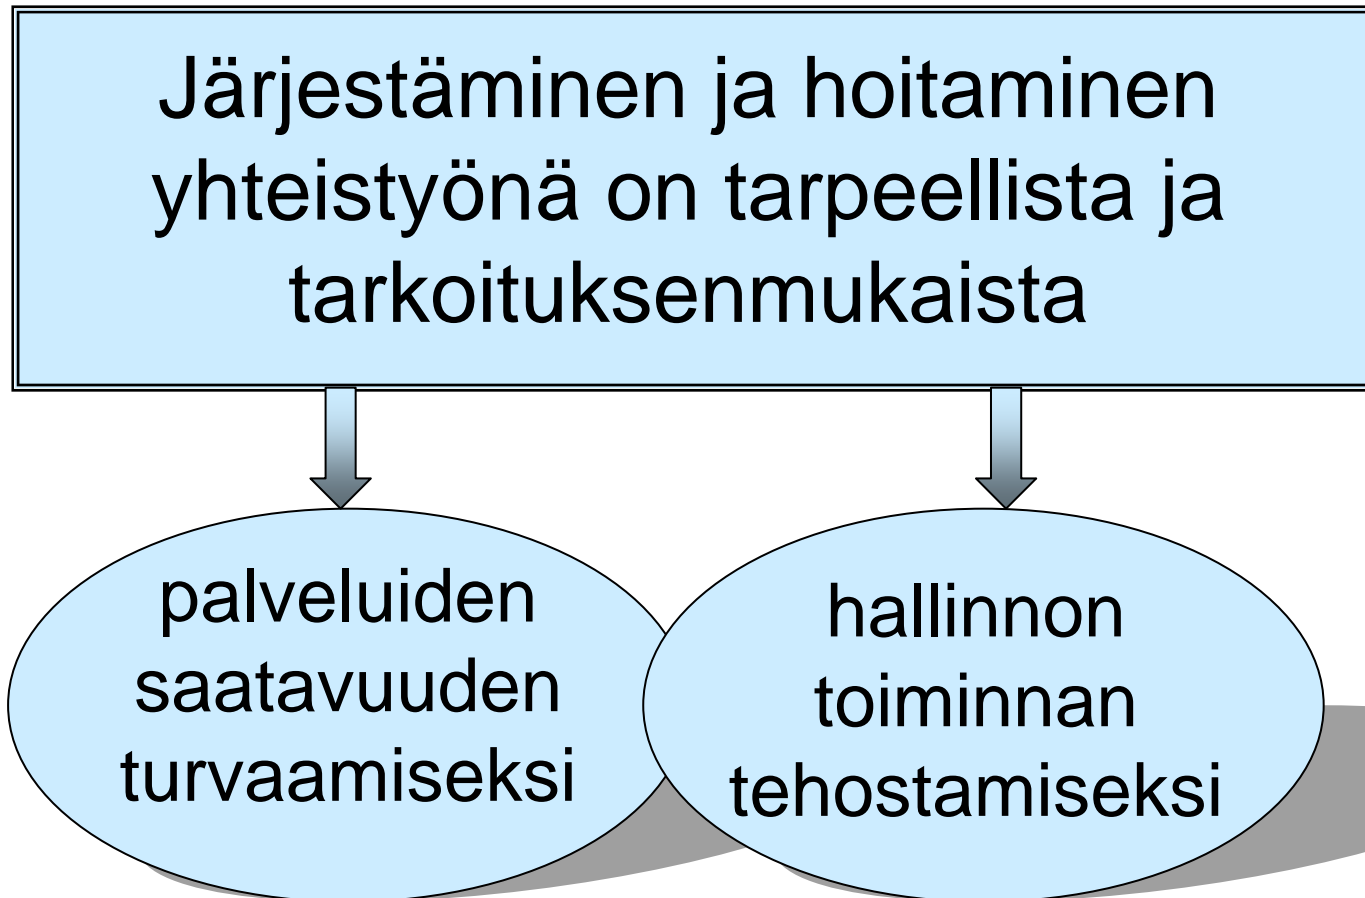 Järjestäminen ja hoitaminen
yhteistyönä on tarpeellista ja
tarkoituksenmukaista
palveluiden
saatavuuden
turvaamiseksi
hallinnon
toiminnan
tehostamiseksi